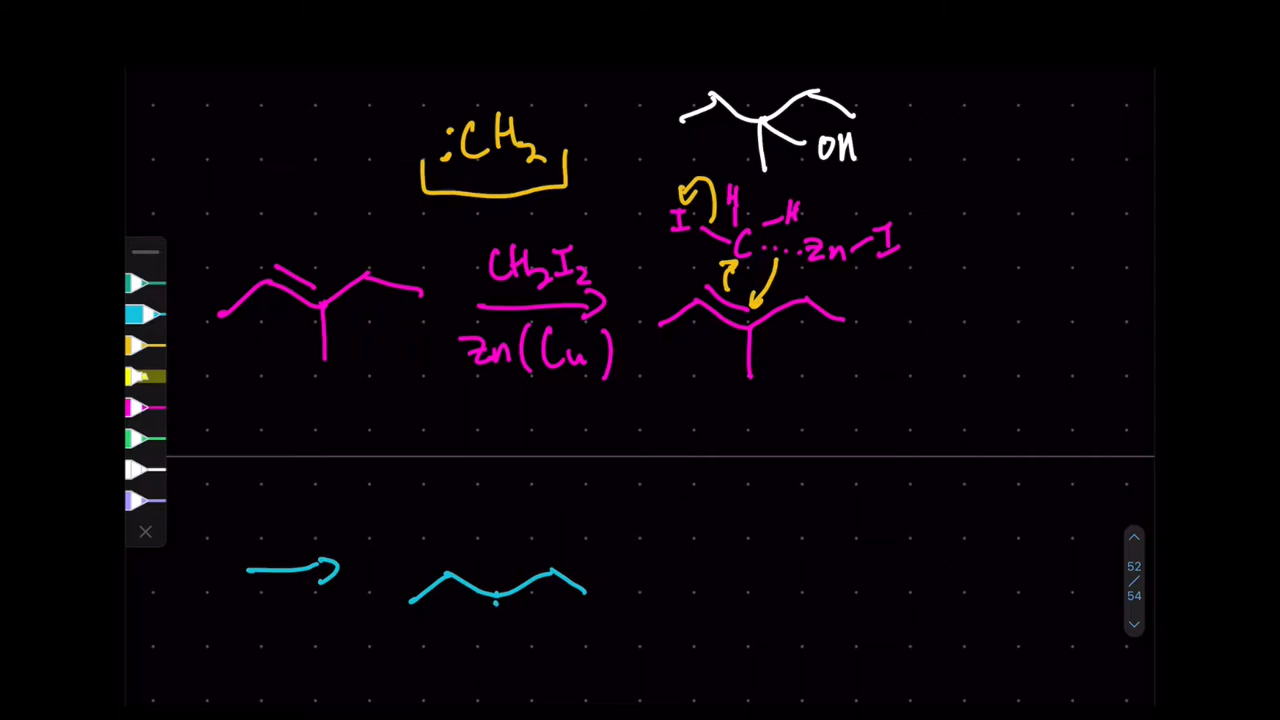 :CH₂
OH
I H H
C Zn I
CH₂I₂
Zn(Cu)
52
/
54